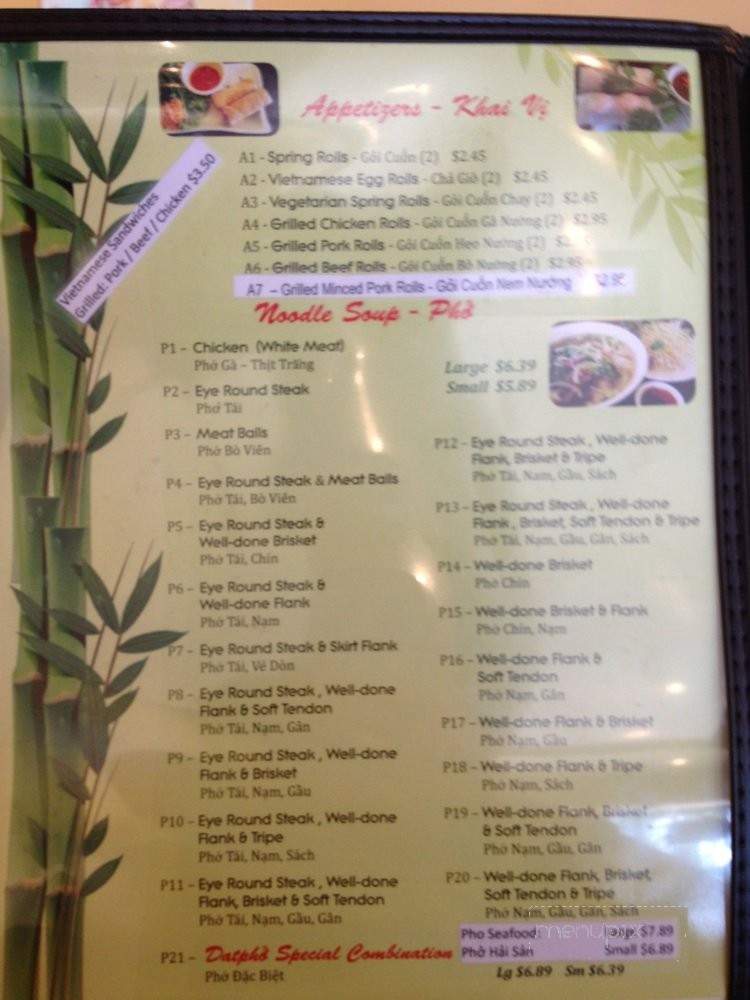 Appetizers - Khai Vị
A1 - Spring Rolls - Gỏi Cuốn (2) $2.45
A2 - Vietnamese Egg Rolls - Chả Giò (2) $2.45
A3 - Vegetarian Spring Rolls - Gỏi Cuốn Chay (2) $2.45
A4 - Grilled Chicken Rolls - Gỏi Cuốn Gà Nướng (2) $2.95
A5 - Grilled Pork Rolls - Gỏi Cuốn Heo Nướng (2)
A6 - Grilled Beef Rolls - Gỏi Cuốn Bò Nướng (2) $2.95
A7 – Grilled Minced Pork Rolls - Gỏi Cuốn Nem Nướng $2.95
Vietnamese Sandwiches
Grilled: Pork / Beef / Chicken $3.50
Noodle Soup - Phở
Large $6.39
Small $5.89
P1 - Chicken (White Meat)
Phở Gà – Thịt Trắng
P2 - Eye Round Steak
Phở Tái
P3 - Meat Balls
Phở Bò Viên
P4 - Eye Round Steak & Meat Balls
Phở Tái, Bò Viên
P5 - Eye Round Steak &
Well-done Brisket
Phở Tái, Chín
P6 - Eye Round Steak &
Well-done Flank
Phở Tái, Nạm
P7 - Eye Round Steak & Skirt Flank
Phở Tái, Vè Dòn
P8 - Eye Round Steak , Well-done
Flank & Soft Tendon
Phở Tái, Nạm, Gân
P9 - Eye Round Steak , Well-done
Flank & Brisket
Phở Tái, Nạm, Gầu
P10 - Eye Round Steak , Well-done
Flank & Tripe
Phở Tái, Nạm, Sách
P11 - Eye Round Steak , Well-done
Flank, Brisket & Soft Tendon
Phở Tái, Nạm, Gầu, Gân
P12 - Eye Round Steak , Well-done
Flank, Brisket & Tripe
Phở Tái, Nạm, Gầu, Sách
P13 - Eye Round Steak , Well-done
Flank , Brisket, Soft Tendon & Tripe
Phở Tái, Nạm, Gầu, Gân, Sách
P14 - Well-done Brisket
Phở Chín
P15 - Well-done Brisket & Flank
Phở Chín, Nạm
P16 - Well-done Flank &
Soft Tendon
Phở Nạm, Gân
P17 - Well-done Flank & Brisket
Phở Nạm, Gầu
P18 - Well-done Flank & Tripe
Phở Nạm, Sách
P19 - Well-done Flank, Brisket
& Soft Tendon
Phở Nạm, Gầu, Gân
P20 - Well-done Flank, Brisket,
Soft Tendon & Tripe
Phở Nạm, Gầu, Gân, Sách
Pho Seafood $7.89
Phở Hải Sản Small $6.89
P21 - Datphở Special Combination
Phở Đặc Biệt
Lg $6.89 Sm $6.39